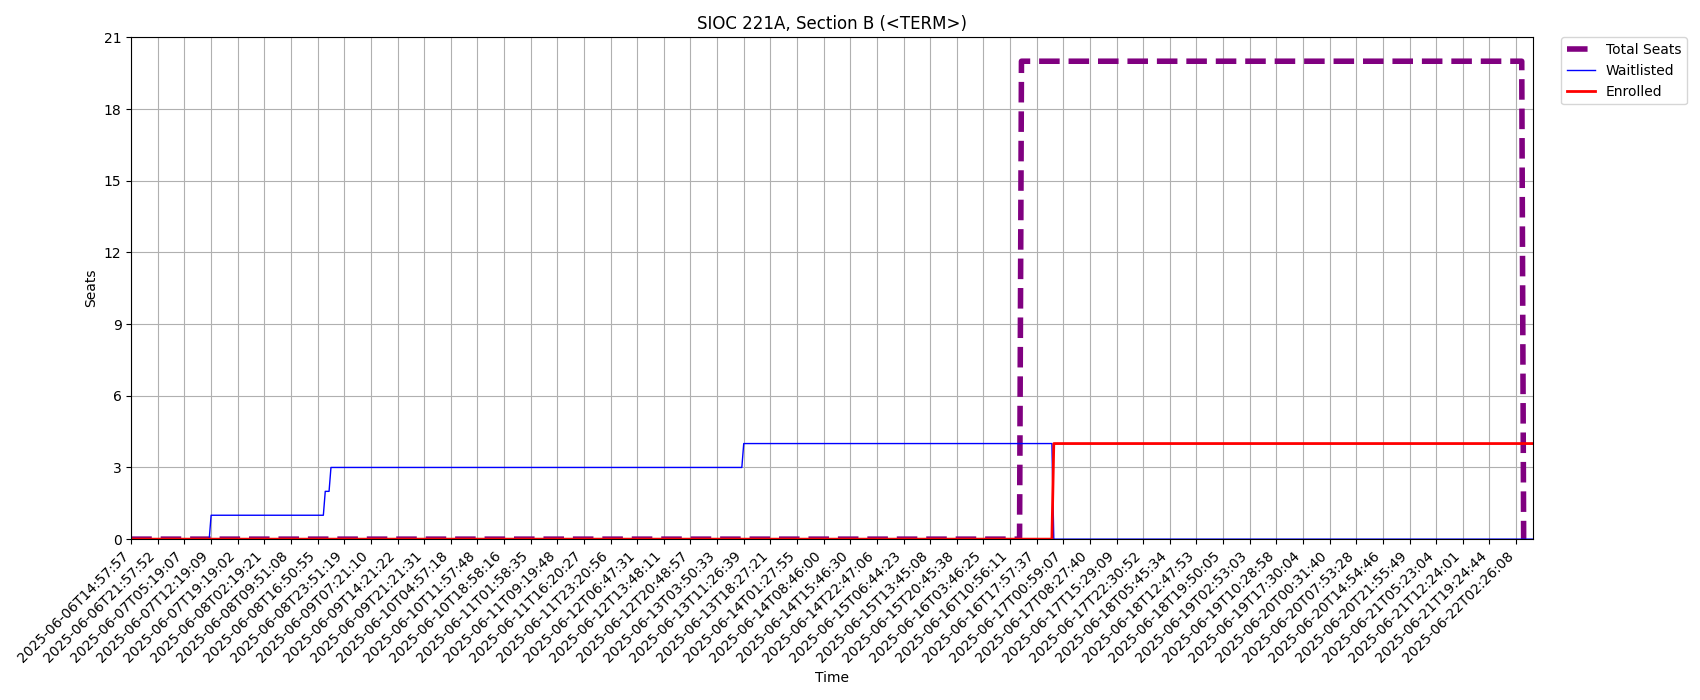 SIOC 221A, Section B (<TERM>)
Total Seats
Waitlisted
Enrolled
Seats
21
18
15
12
9
6
3
0
2025-06-06T14:57:57
2025-06-06T21:57:52
2025-06-07T05:19:07
2025-06-07T12:19:09
2025-06-07T19:19:02
2025-06-08T02:19:21
2025-06-08T09:51:08
2025-06-08T16:50:55
2025-06-08T23:51:19
2025-06-09T07:21:10
2025-06-09T14:21:22
2025-06-09T21:21:31
2025-06-10T04:57:18
2025-06-10T11:57:48
2025-06-10T18:58:16
2025-06-11T01:58:35
2025-06-11T09:19:48
2025-06-11T16:20:27
2025-06-11T23:20:56
2025-06-12T06:47:31
2025-06-12T13:48:11
2025-06-12T20:48:57
2025-06-13T03:50:33
2025-06-13T11:26:39
2025-06-13T18:27:21
2025-06-14T01:27:55
2025-06-14T08:46:00
2025-06-14T15:46:30
2025-06-14T22:47:06
2025-06-15T06:44:23
2025-06-15T13:45:08
2025-06-15T20:45:38
2025-06-16T03:46:25
2025-06-16T10:56:11
2025-06-16T17:57:37
2025-06-17T00:59:07
2025-06-17T08:27:40
2025-06-17T15:29:09
2025-06-17T22:30:52
2025-06-18T05:45:34
2025-06-18T12:47:53
2025-06-18T19:50:05
2025-06-19T02:53:03
2025-06-19T10:28:58
2025-06-19T17:30:04
2025-06-20T00:31:40
2025-06-20T07:53:28
2025-06-20T14:54:46
2025-06-20T21:55:49
2025-06-21T05:23:04
2025-06-21T12:24:01
2025-06-21T19:24:44
2025-06-22T02:26:08
Time